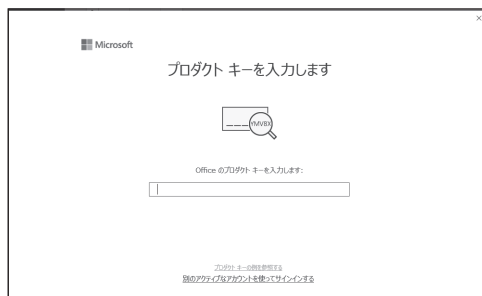 Microsoft
プロダクト キーを入力します
___YMVBX
Office のプロダクト キーを入力します:
プロダクト キーの例を参照する
別のアクティブなアカウントを使ってサインインする